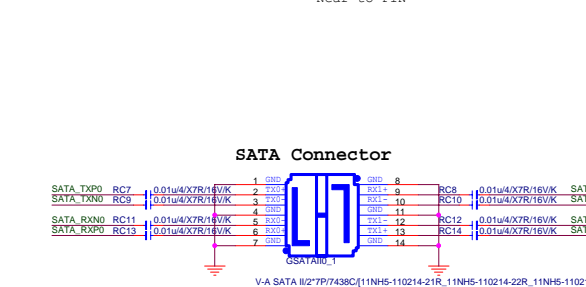 SATA Connector
1 GND GND 8
SATA_TXP0 RC7 0.01u/4/X7R/16V/K 2 TX0+ RX1+ 9 RC8 0.01u/4/X7R/16V/K
SATA_TXN0 RC9 0.01u/4/X7R/16V/K 3 TX0- RX1- 10 RC10 0.01u/4/X7R/16V/K
4 GND GND 11
SATA_RXN0 RC11 0.01u/4/X7R/16V/K 5 RX0- TX1- 12 RC12 0.01u/4/X7R/16V/K
SATA_RXP0 RC13 0.01u/4/X7R/16V/K 6 RX0+ TX1+ 13 RC14 0.01u/4/X7R/16V/K
7 GND GND 14
GSATAII0_1
V-A SATA II/2*7P/7438C/[11NH5-110214-21R_11NH5-110214-22R_11NH5-1102